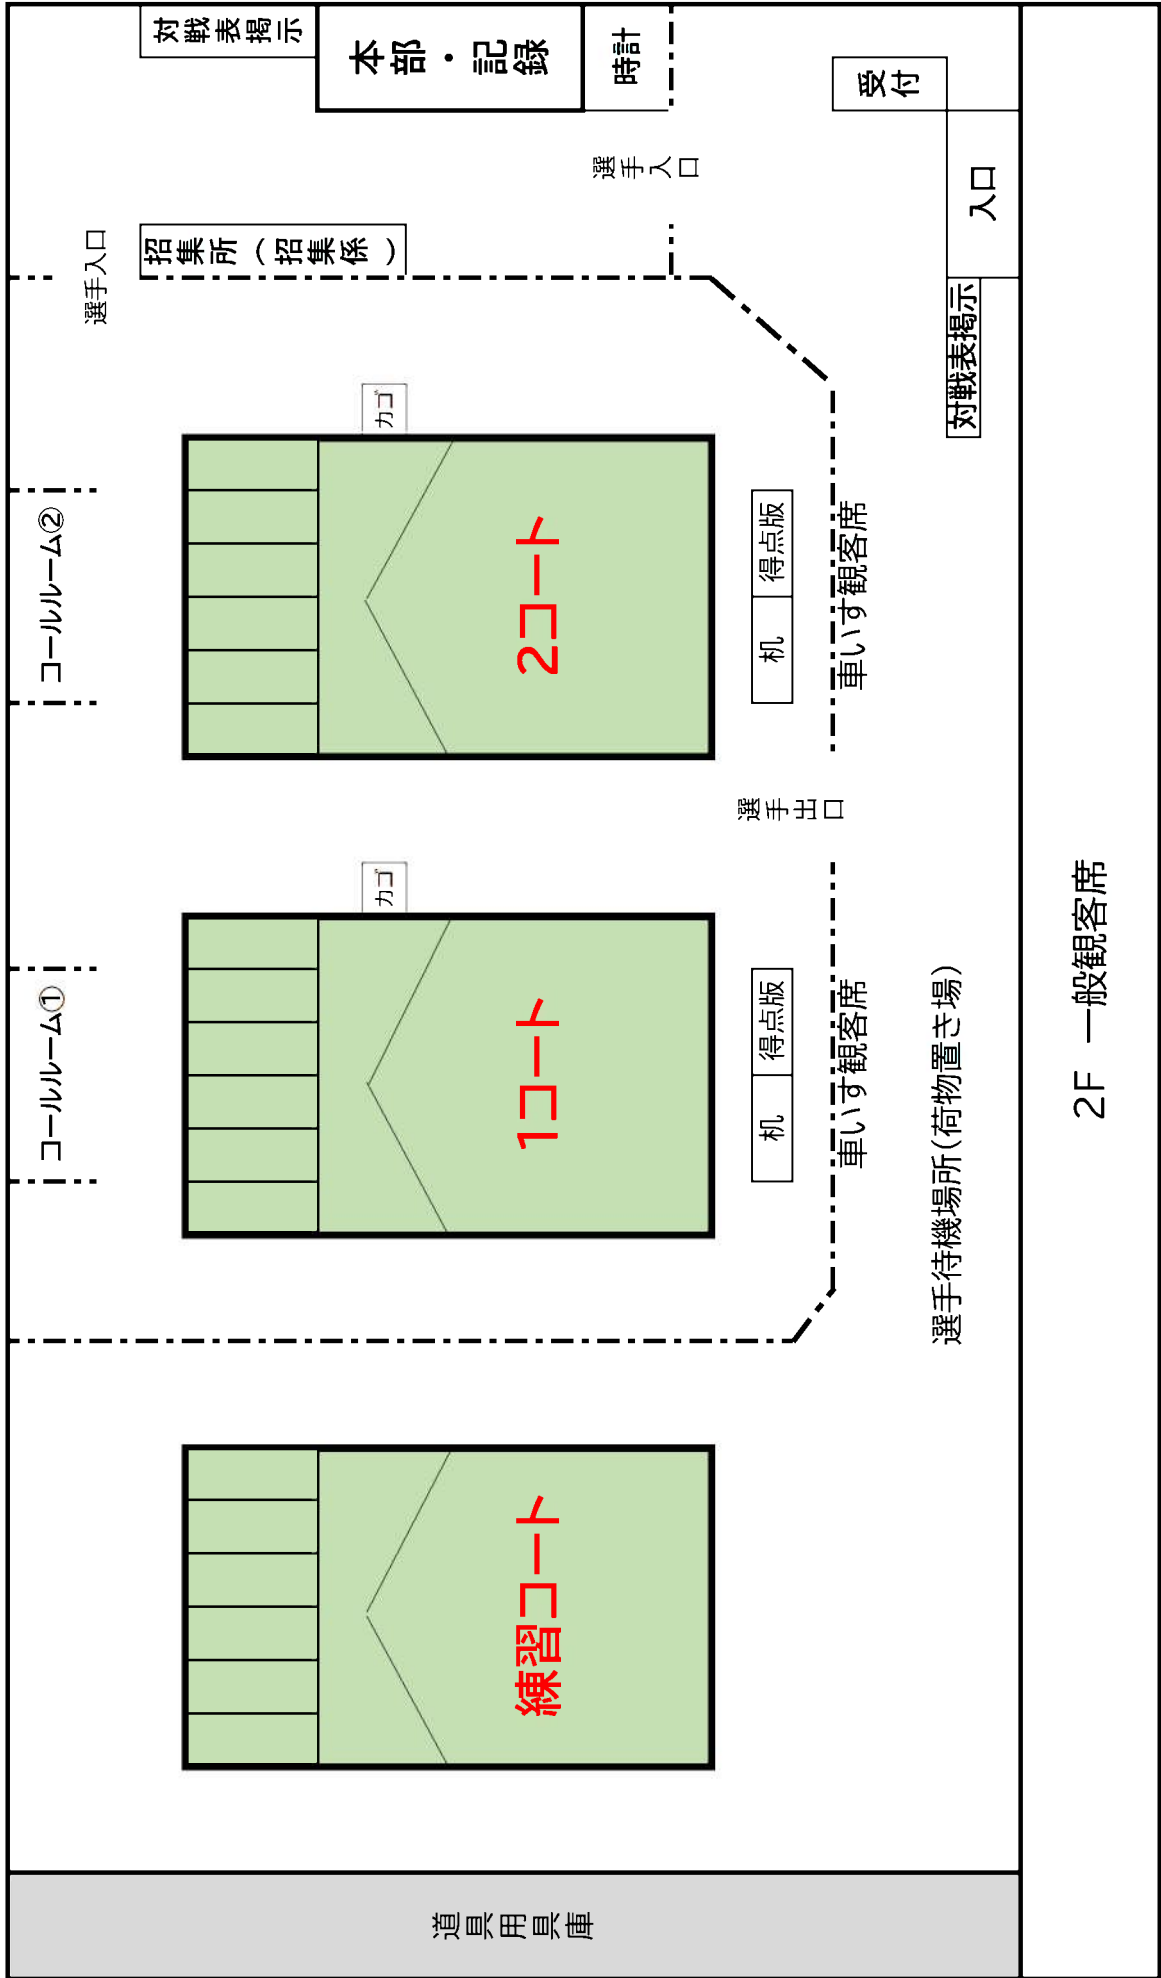 対戦表掲示
本部・記録
時計
受付
選手入口
入口
選手入口
招集所（招集係）
対戦表掲示
カゴ
コールルーム②
2コート
得点版
机
車いす観客席
選手出口
カゴ
コールルーム①
1コート
得点版
机
車いす観客席
選手待機場所(荷物置き場)
2F 一般観客席
練習コート
道具用具庫